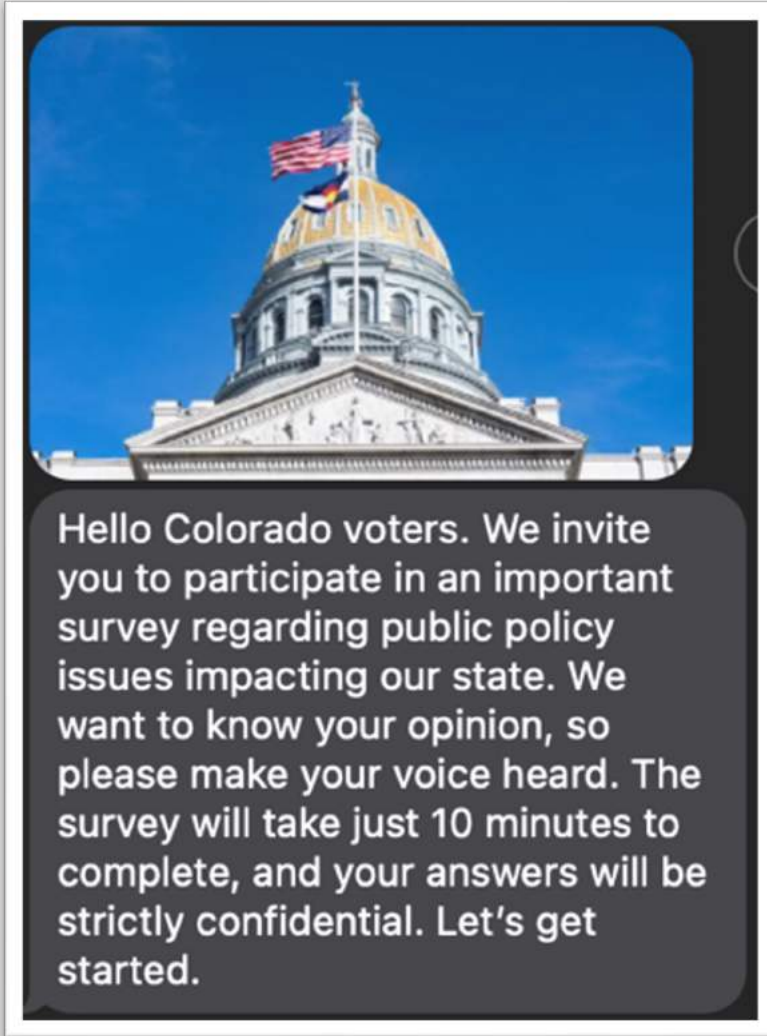 Hello Colorado voters. We invite
you to participate in an important
survey regarding public policy
issues impacting our state. We
want to know your opinion, so
please make your voice heard. The
survey will take just 10 minutes to
complete, and your answers will be
strictly confidential. Let’s get
started.